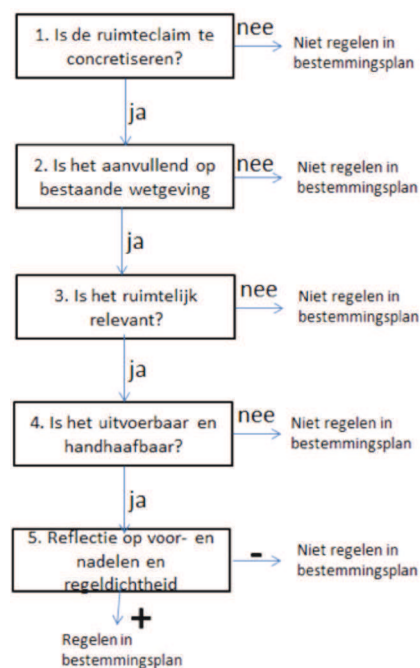 1. Is de ruimteclaim te
concretiseren?
nee
Niet regelen in
bestemmingsplan
ja
2. Is het aanvullend op
bestaande wetgeving
nee
Niet regelen in
bestemmingsplan
ja
3. Is het ruimtelijk
relevant?
nee
Niet regelen in
bestemmingsplan
ja
4. Is het uitvoerbaar en
handhaafbaar?
nee
Niet regelen in
bestemmingsplan
ja
5. Reflectie op voor- en
nadelen en
regeldichtheid
-
Niet regelen in
bestemmingsplan
+
Regelen in
bestemmingsplan